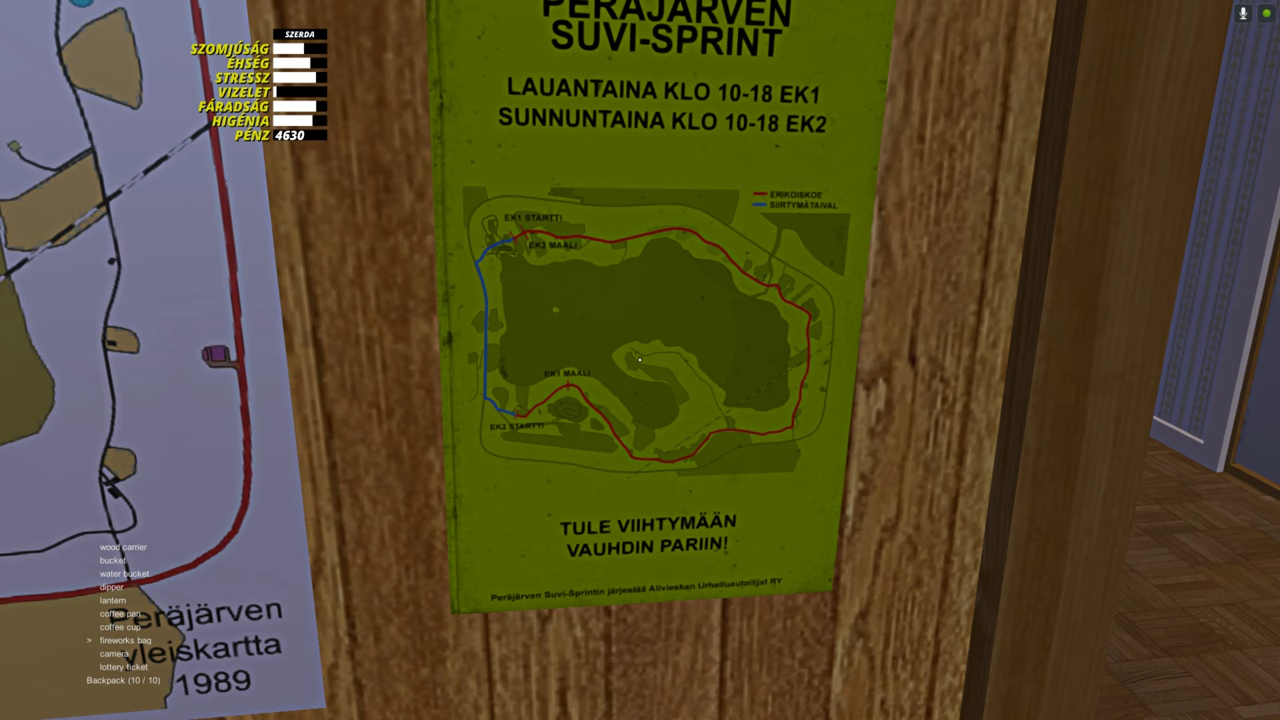 SZERDA
SZOMJÚSÁG
ÉHSÉG
STRESSZ
VIZELET
FÁRADSÁG
HIGÉNIA
PÉNZ 4630
PERÄJÄRVEN
SUVI-SPRINT
LAUANTAINA KLO 10-18 EK1
SUNNUNTAINA KLO 10-18 EK2
ERIKOISKOE
SIIRTYMÄTAIVAL
EK1 STARTTI
EK2 MAALI
EK1 MAALI
EK2 STARTTI
TULE VIIHTYMÄÄN
VAUHDIN PARIIN!
Peräjärven Suvi-Sprintin järjestää Alivieskan Urheiluautoilijat RY
wood carrier
bucket
water bucket
dipper
lantern
coffee pan
coffee cup
> fireworks bag
camera
lottery ticket
Backpack (10 / 10)
Peräjärven
yleiskartta
1989